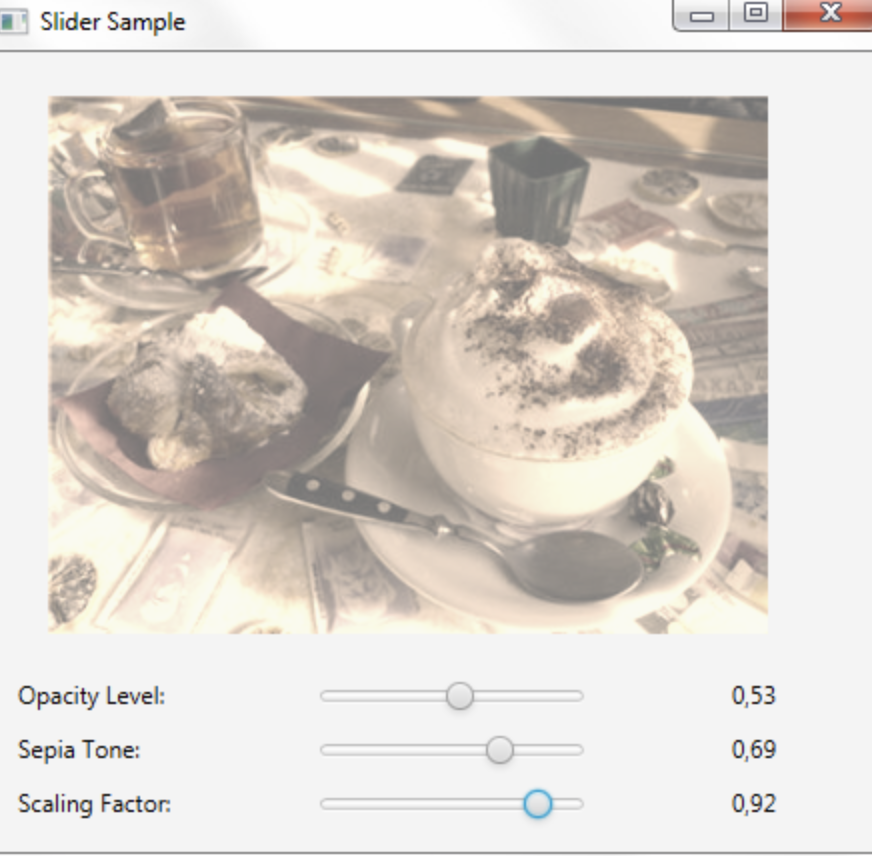 Slider Sample
Opacity Level: 0,53
Sepia Tone: 0,69
Scaling Factor: 0,92